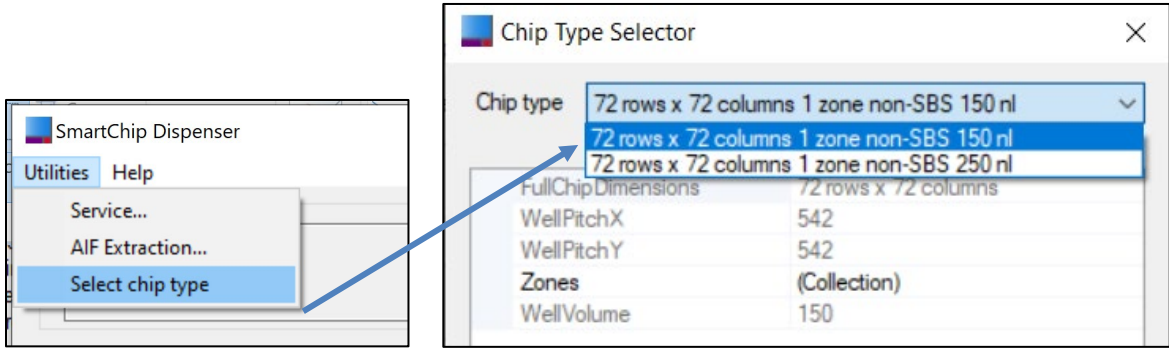 SmartChip Dispenser
Utilities Help
Service...
AIF Extraction...
Select chip type
Chip Type Selector
Chip type 72 rows x 72 columns 1 zone non-SBS 150 nl
72 rows x 72 columns 1 zone non-SBS 150 nl
72 rows x 72 columns 1 zone non-SBS 250 nl
FullChipDimensions 72 rows x 72 columns
WellPitchX 542
WellPitchY 542
Zones (Collection)
WellVolume 150